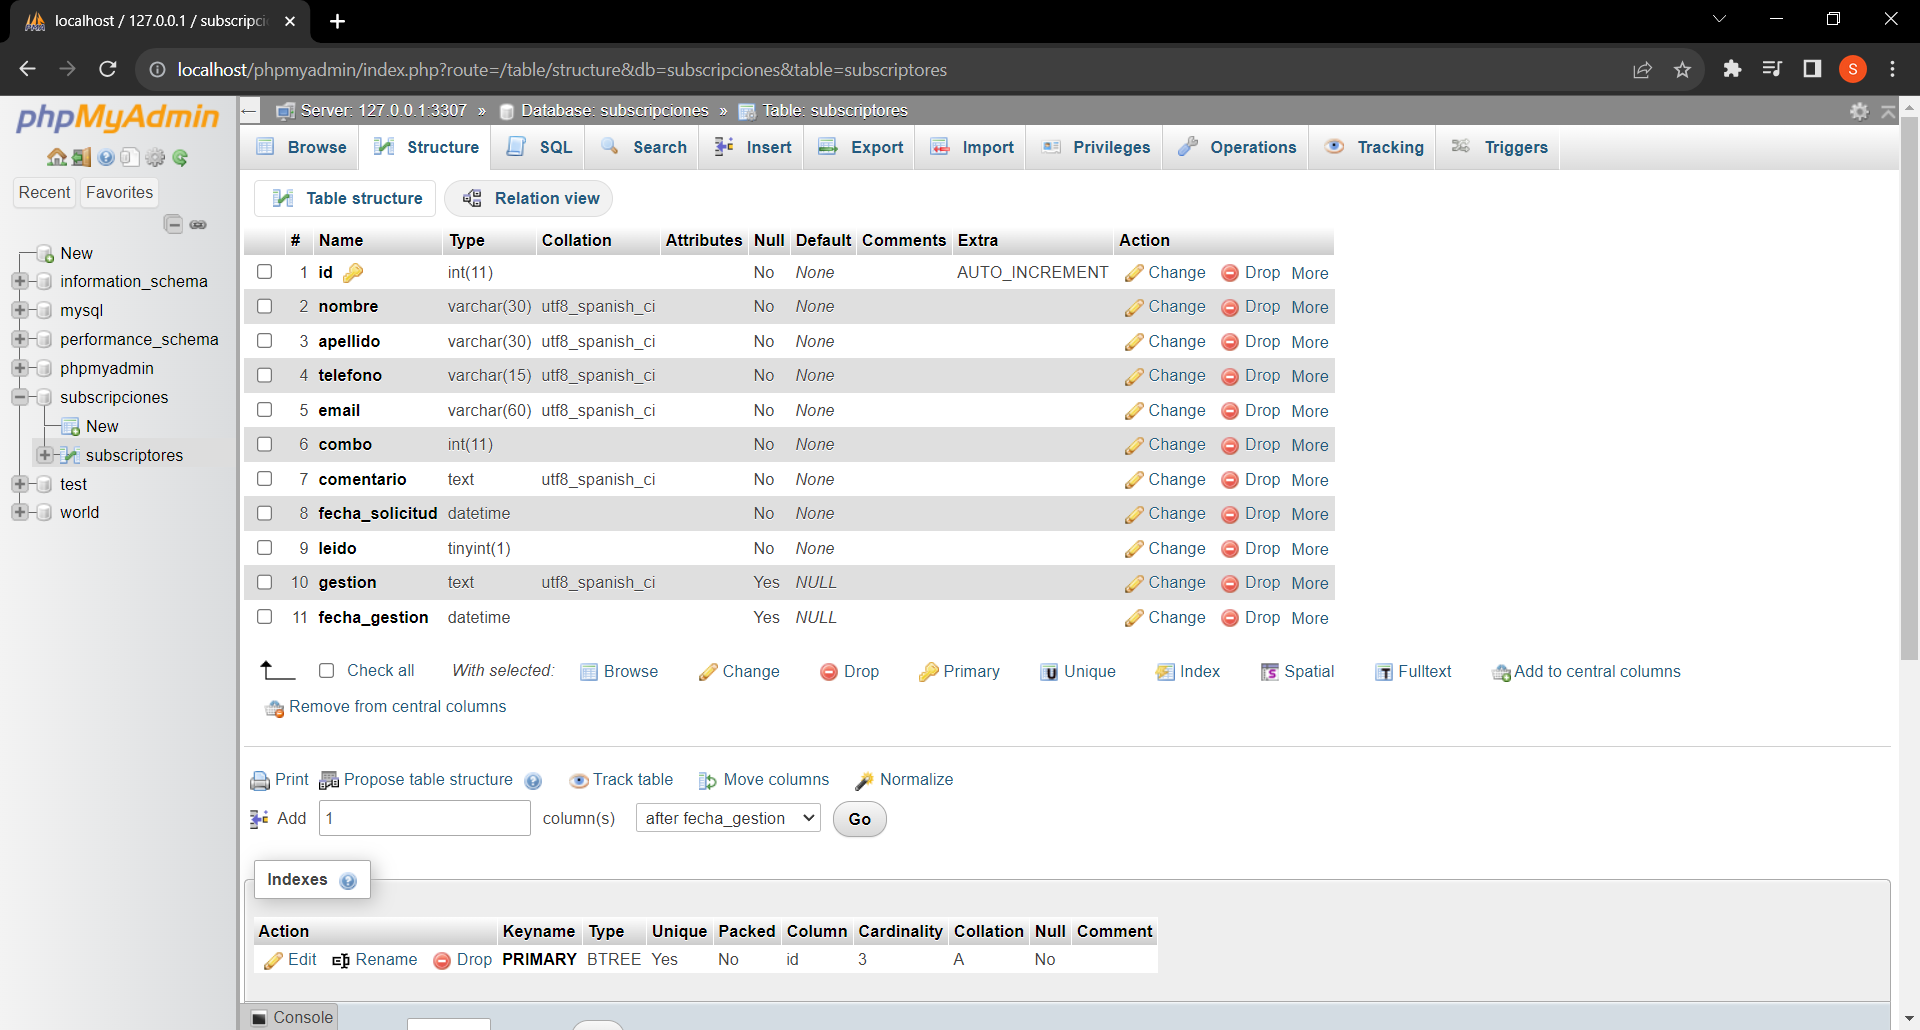 localhost / 127.0.0.1 / subscripci
localhost/phpmyadmin/index.php?route=/table/structure&db=subscripciones&table=subscriptores
S
phpMyAdmin
Recent Favorites
New
information_schema
mysql
performance_schema
phpmyadmin
subscripciones
New
subscriptores
test
world
Server: 127.0.0.1:3307 » Database: subscripciones » Table: subscriptores
Browse Structure SQL Search Insert Export Import Privileges Operations Tracking Triggers
Table structure Relation view
# Name Type Collation Attributes Null Default Comments Extra Action
1 id int(11) No None AUTO_INCREMENT Change Drop More
2 nombre varchar(30) utf8_spanish_ci No None Change Drop More
3 apellido varchar(30) utf8_spanish_ci No None Change Drop More
4 telefono varchar(15) utf8_spanish_ci No None Change Drop More
5 email varchar(60) utf8_spanish_ci No None Change Drop More
6 combo int(11) No None Change Drop More
7 comentario text utf8_spanish_ci No None Change Drop More
8 fecha_solicitud datetime No None Change Drop More
9 leido tinyint(1) No None Change Drop More
10 gestion text utf8_spanish_ci Yes NULL Change Drop More
11 fecha_gestion datetime Yes NULL Change Drop More
Check all With selected: Browse Change Drop Primary Unique Index Spatial Fulltext Add to central columns
Remove from central columns
Print Propose table structure Track table Move columns Normalize
Add 1 column(s) after fecha_gestion Go
Indexes
Action Keyname Type Unique Packed Column Cardinality Collation Null Comment
Edit Rename Drop PRIMARY BTREE Yes No id 3 A No
Console